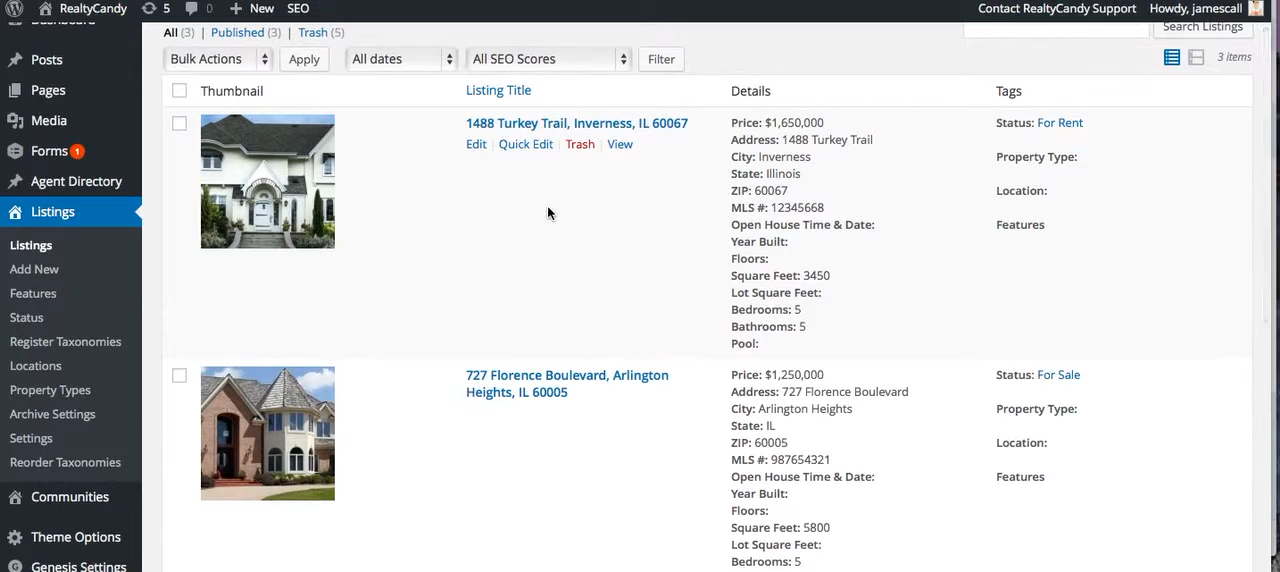 RealtyCandy 5 0 + New SEO Contact RealtyCandy Support Howdy, jamescall
Dashboard
Posts
Pages
Media
Forms 1
Agent Directory
Listings
Listings
Add New
Features
Status
Register Taxonomies
Locations
Property Types
Archive Settings
Settings
Reorder Taxonomies
Communities
Theme Options
Genesis Settings
All (3) | Published (3) | Trash (5)
Search Listings
Bulk Actions Apply All dates All SEO Scores Filter 3 items
Thumbnail Listing Title Details Tags
1488 Turkey Trail, Inverness, IL 60067
Edit | Quick Edit | Trash | View
Price: $1,650,000
Address: 1488 Turkey Trail
City: Inverness
State: Illinois
ZIP: 60067
MLS #: 12345668
Open House Time & Date:
Year Built:
Floors:
Square Feet: 3450
Lot Square Feet:
Bedrooms: 5
Bathrooms: 5
Pool:
Status: For Rent
Property Type:
Location:
Features
727 Florence Boulevard, Arlington
Heights, IL 60005
Price: $1,250,000
Address: 727 Florence Boulevard
City: Arlington Heights
State: IL
ZIP: 60005
MLS #: 987654321
Open House Time & Date:
Year Built:
Floors:
Square Feet: 5800
Lot Square Feet:
Bedrooms: 5
Status: For Sale
Property Type:
Location:
Features